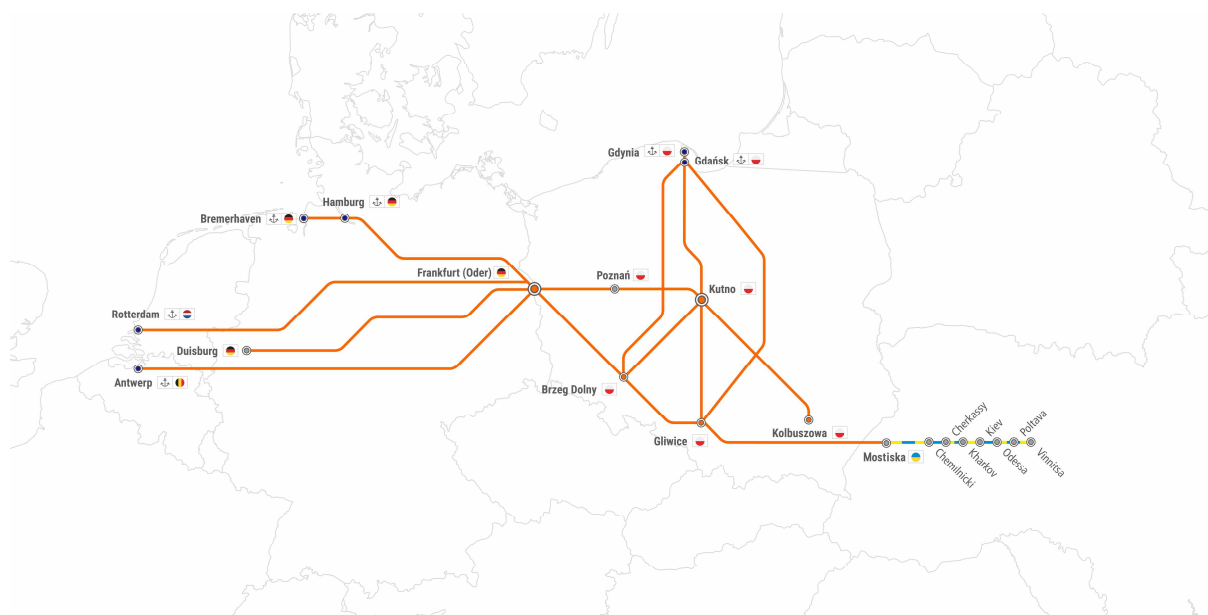 Gdynia
Gdańsk
Hamburg
Bremerhaven
Frankfurt (Oder)
Poznań
Kutno
Rotterdam
Duisburg
Antwerp
Brzeg Dolny
Gliwice
Kolbuszowa
Mostiska
Chemilnicki
Cherkassy
Kharkov
Kiev
Odessa
Poltava
Vinnitsa